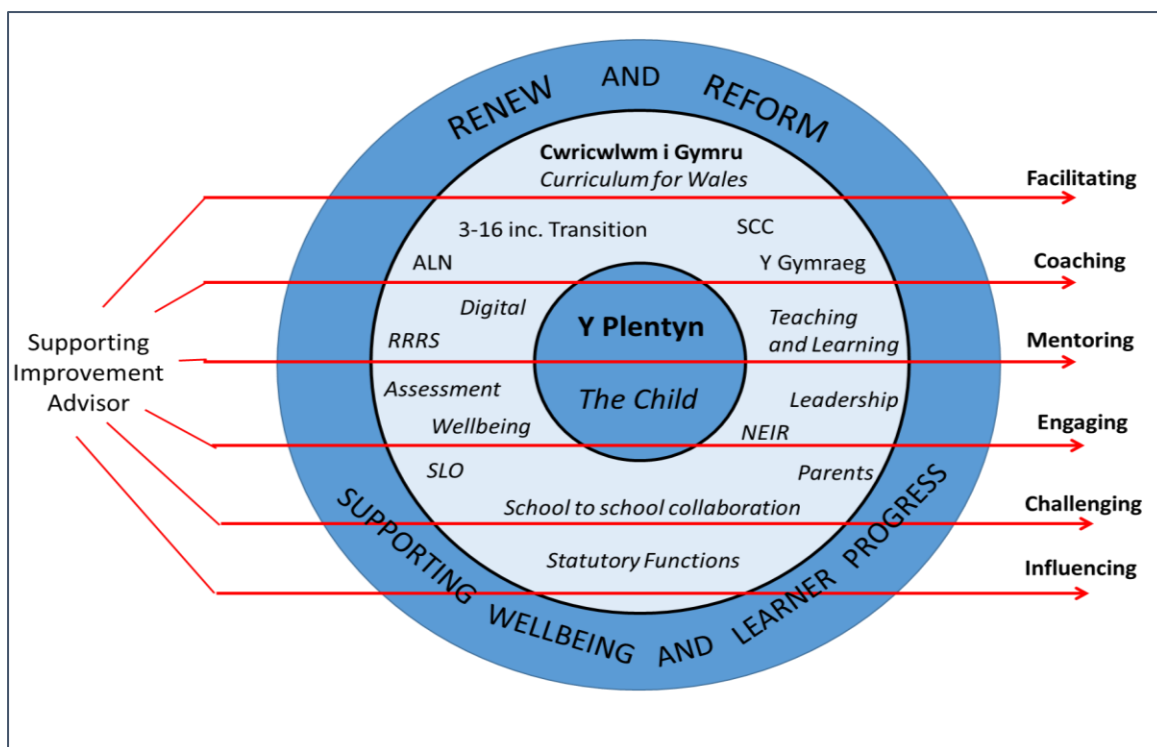 RENEW AND REFORM
Cwricwlwm i Gymru
Curriculum for Wales
Facilitating
3-16 inc. Transition
SCC
ALN
Y Gymraeg
Coaching
Digital
Y Plentyn
Teaching
and Learning
RRRS
Mentoring
Supporting
Improvement
Advisor
Assessment
The Child
Leadership
Wellbeing
NEIR
Engaging
SLO
Parents
School to school collaboration
Challenging
Statutory Functions
Influencing
SUPPORTING WELLBEING AND LEARNER PROGRESS